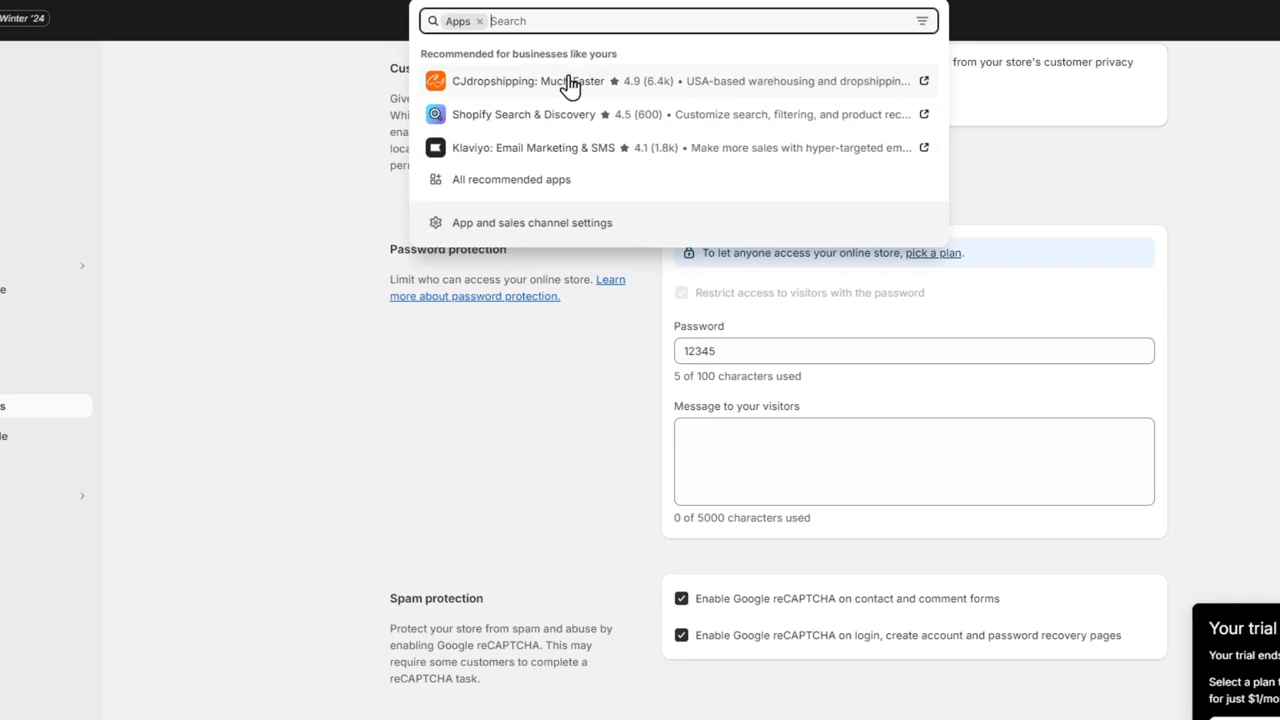 Winter '24
Apps × Search
Recommended for businesses like yours
CJdropshipping: Much Faster ★ 4.9 (6.4k) • USA-based warehousing and dropshippin...
Shopify Search & Discovery ★ 4.5 (600) • Customize search, filtering, and product rec...
Klaviyo: Email Marketing & SMS ★ 4.1 (1.8k) • Make more sales with hyper-targeted em...
All recommended apps
App and sales channel settings
from your store's customer privacy
Cus
Give
Whi
ena
loca
per
Password protection
Limit who can access your online store. Learn
more about password protection.
To let anyone access your online store, pick a plan.
Restrict access to visitors with the password
Password
12345
5 of 100 characters used
Message to your visitors
0 of 5000 characters used
Spam protection
Protect your store from spam and abuse by
enabling Google reCAPTCHA. This may
require some customers to complete a
reCAPTCHA task.
Enable Google reCAPTCHA on contact and comment forms
Enable Google reCAPTCHA on login, create account and password recovery pages
Your trial
Your trial ends
Select a plan t
for just $1/mo